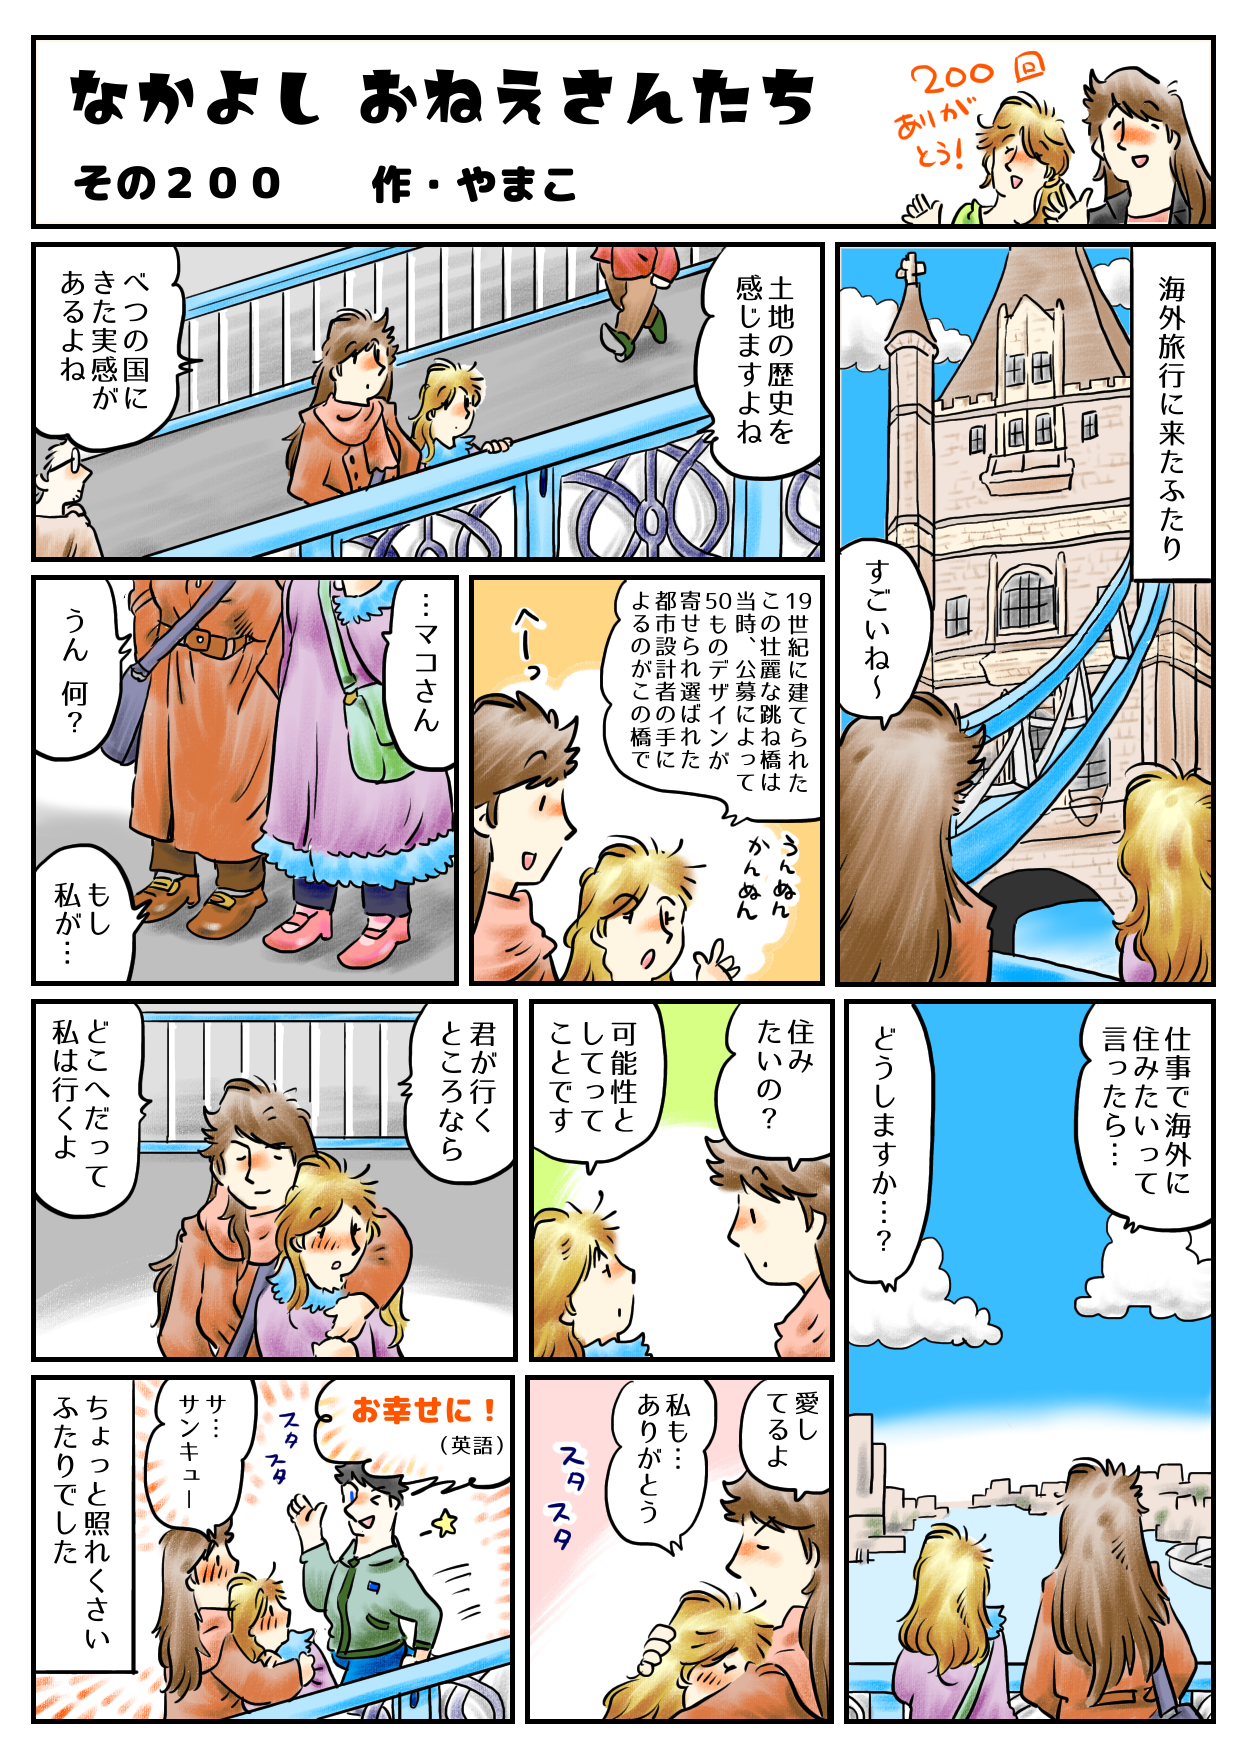 なかよし おねえさんたち
その200 作・やまこ
200回
ありが
とう!
海外旅行に来たふたり
すごいね～
土地の歴史を
感じますよね
べつの国に
きた実感が
あるよね
19世紀に建てられた
この壮麗な跳ね橋は
当時、公募によって
50ものデザインが
寄せられ選ばれた
都市設計者の手に
よるのがこの橋で
へーっ
うんぬん
かんぬん
…マコさん
うん 何?
もし
私が…
仕事で海外に
住みたいって
言ったら…
どうしますか…?
住み
たいの?
可能性と
してって
ことです
君が行く
ところなら
どこへだって
私は行くよ
愛し
てるよ
私も…
ありがとう
スタ
スタ
お幸せに!
(英語)
スタ
スタ
サ…
サンキュー
ちょっと照れくさい
ふたりでした